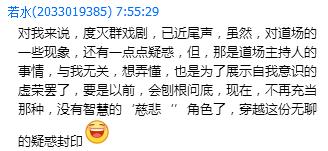 若水(2033019385) 7:55:29
对我来说，度灭群戏剧，已近尾声，虽然，对道场的
一些现象，还有一点点疑惑，但，那是道场主持人的
事情，与我无关，想弄懂，也是为了展示自我意识的
虚荣罢了，要是以前，会刨根问底，现在，不再充当
那种，没有智慧的‘慈悲‘’角色了，穿越这份无聊
的疑惑封印